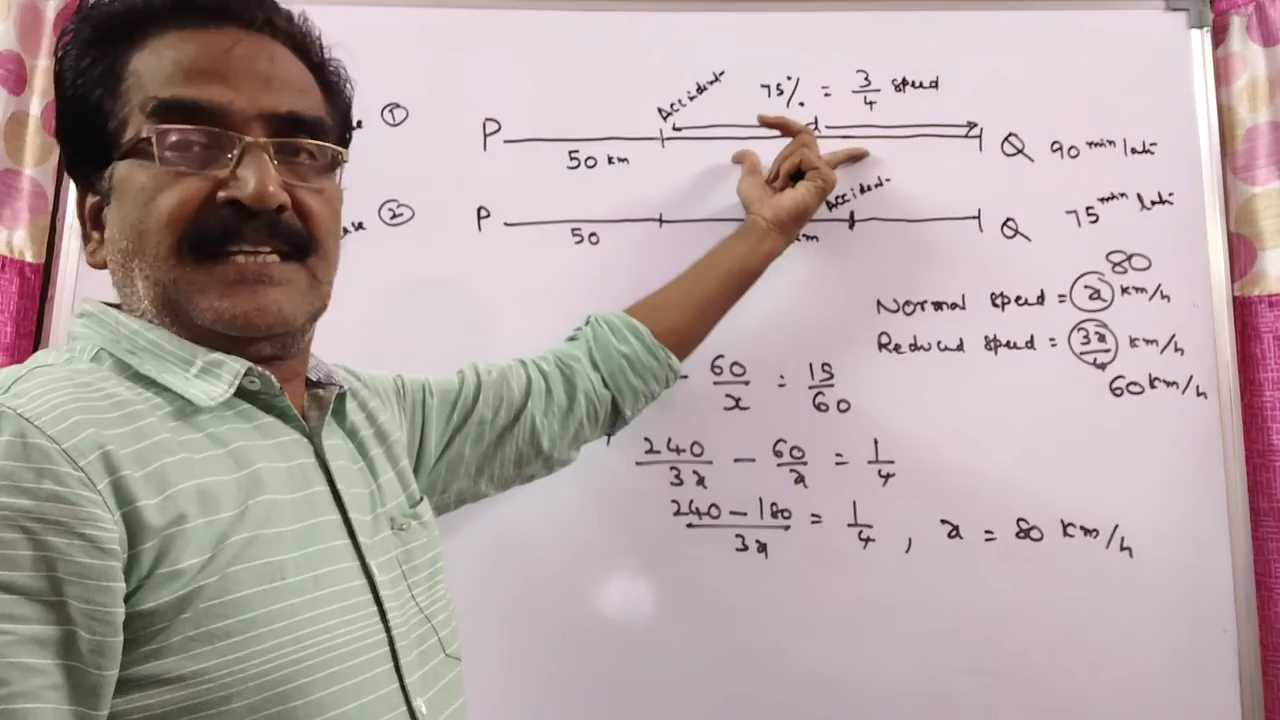 Accident 75% = 3/4 speed
①
P 50 km Q 90 min late
②
P 50 Accident Q 75 min late
80
Normal speed = x km/h
Reduced speed = 3x/4 km/h
60 km/h
- 60/x = 15/60
240/3x - 60/x = 1/4
240 - 180/3x = 1/4 , x = 80 km/h